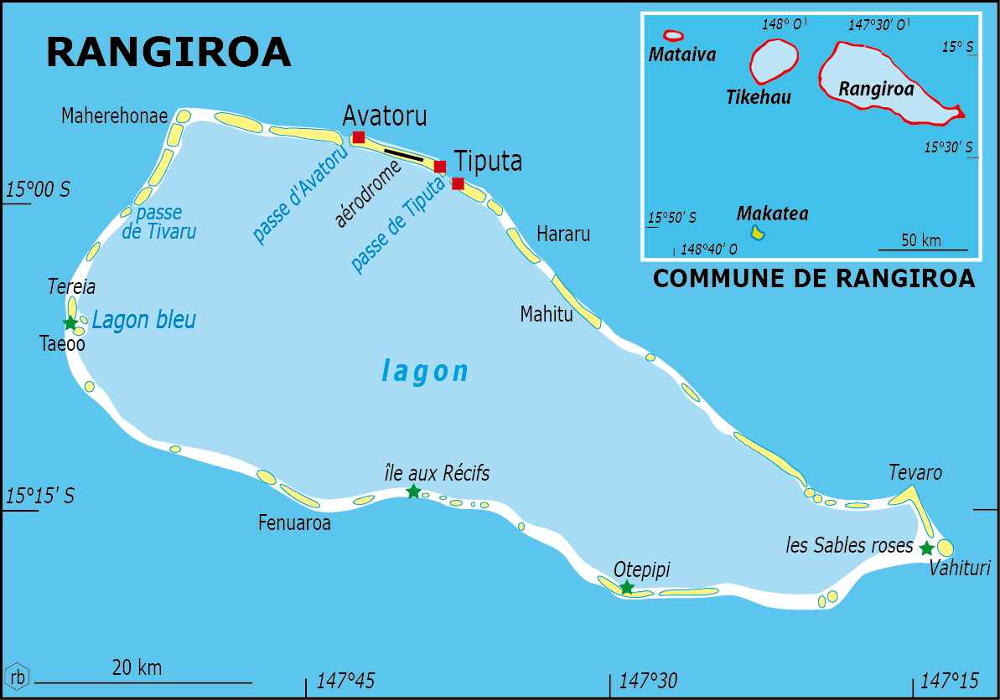 RANGIROA
148° O
147°30' O
15° S
Mataiva
Tikehau
Rangiroa
15°30' S
Makatea
15°50' S
148°40' O
50 km
COMMUNE DE RANGIROA
Maherehonae
Avatoru
Tiputa
passe d'Avatoru
aérodrome
passe de Tiputa
15°00' S
passe
de Tivaru
Hararu
Tereia
Lagon bleu
Taeoo
Mahitu
lagon
île aux Récifs
Tevaro
15°15' S
Fenuaroa
les Sables roses
Otepipi
Vahituri
rb
20 km
147°45
147°30
147°15